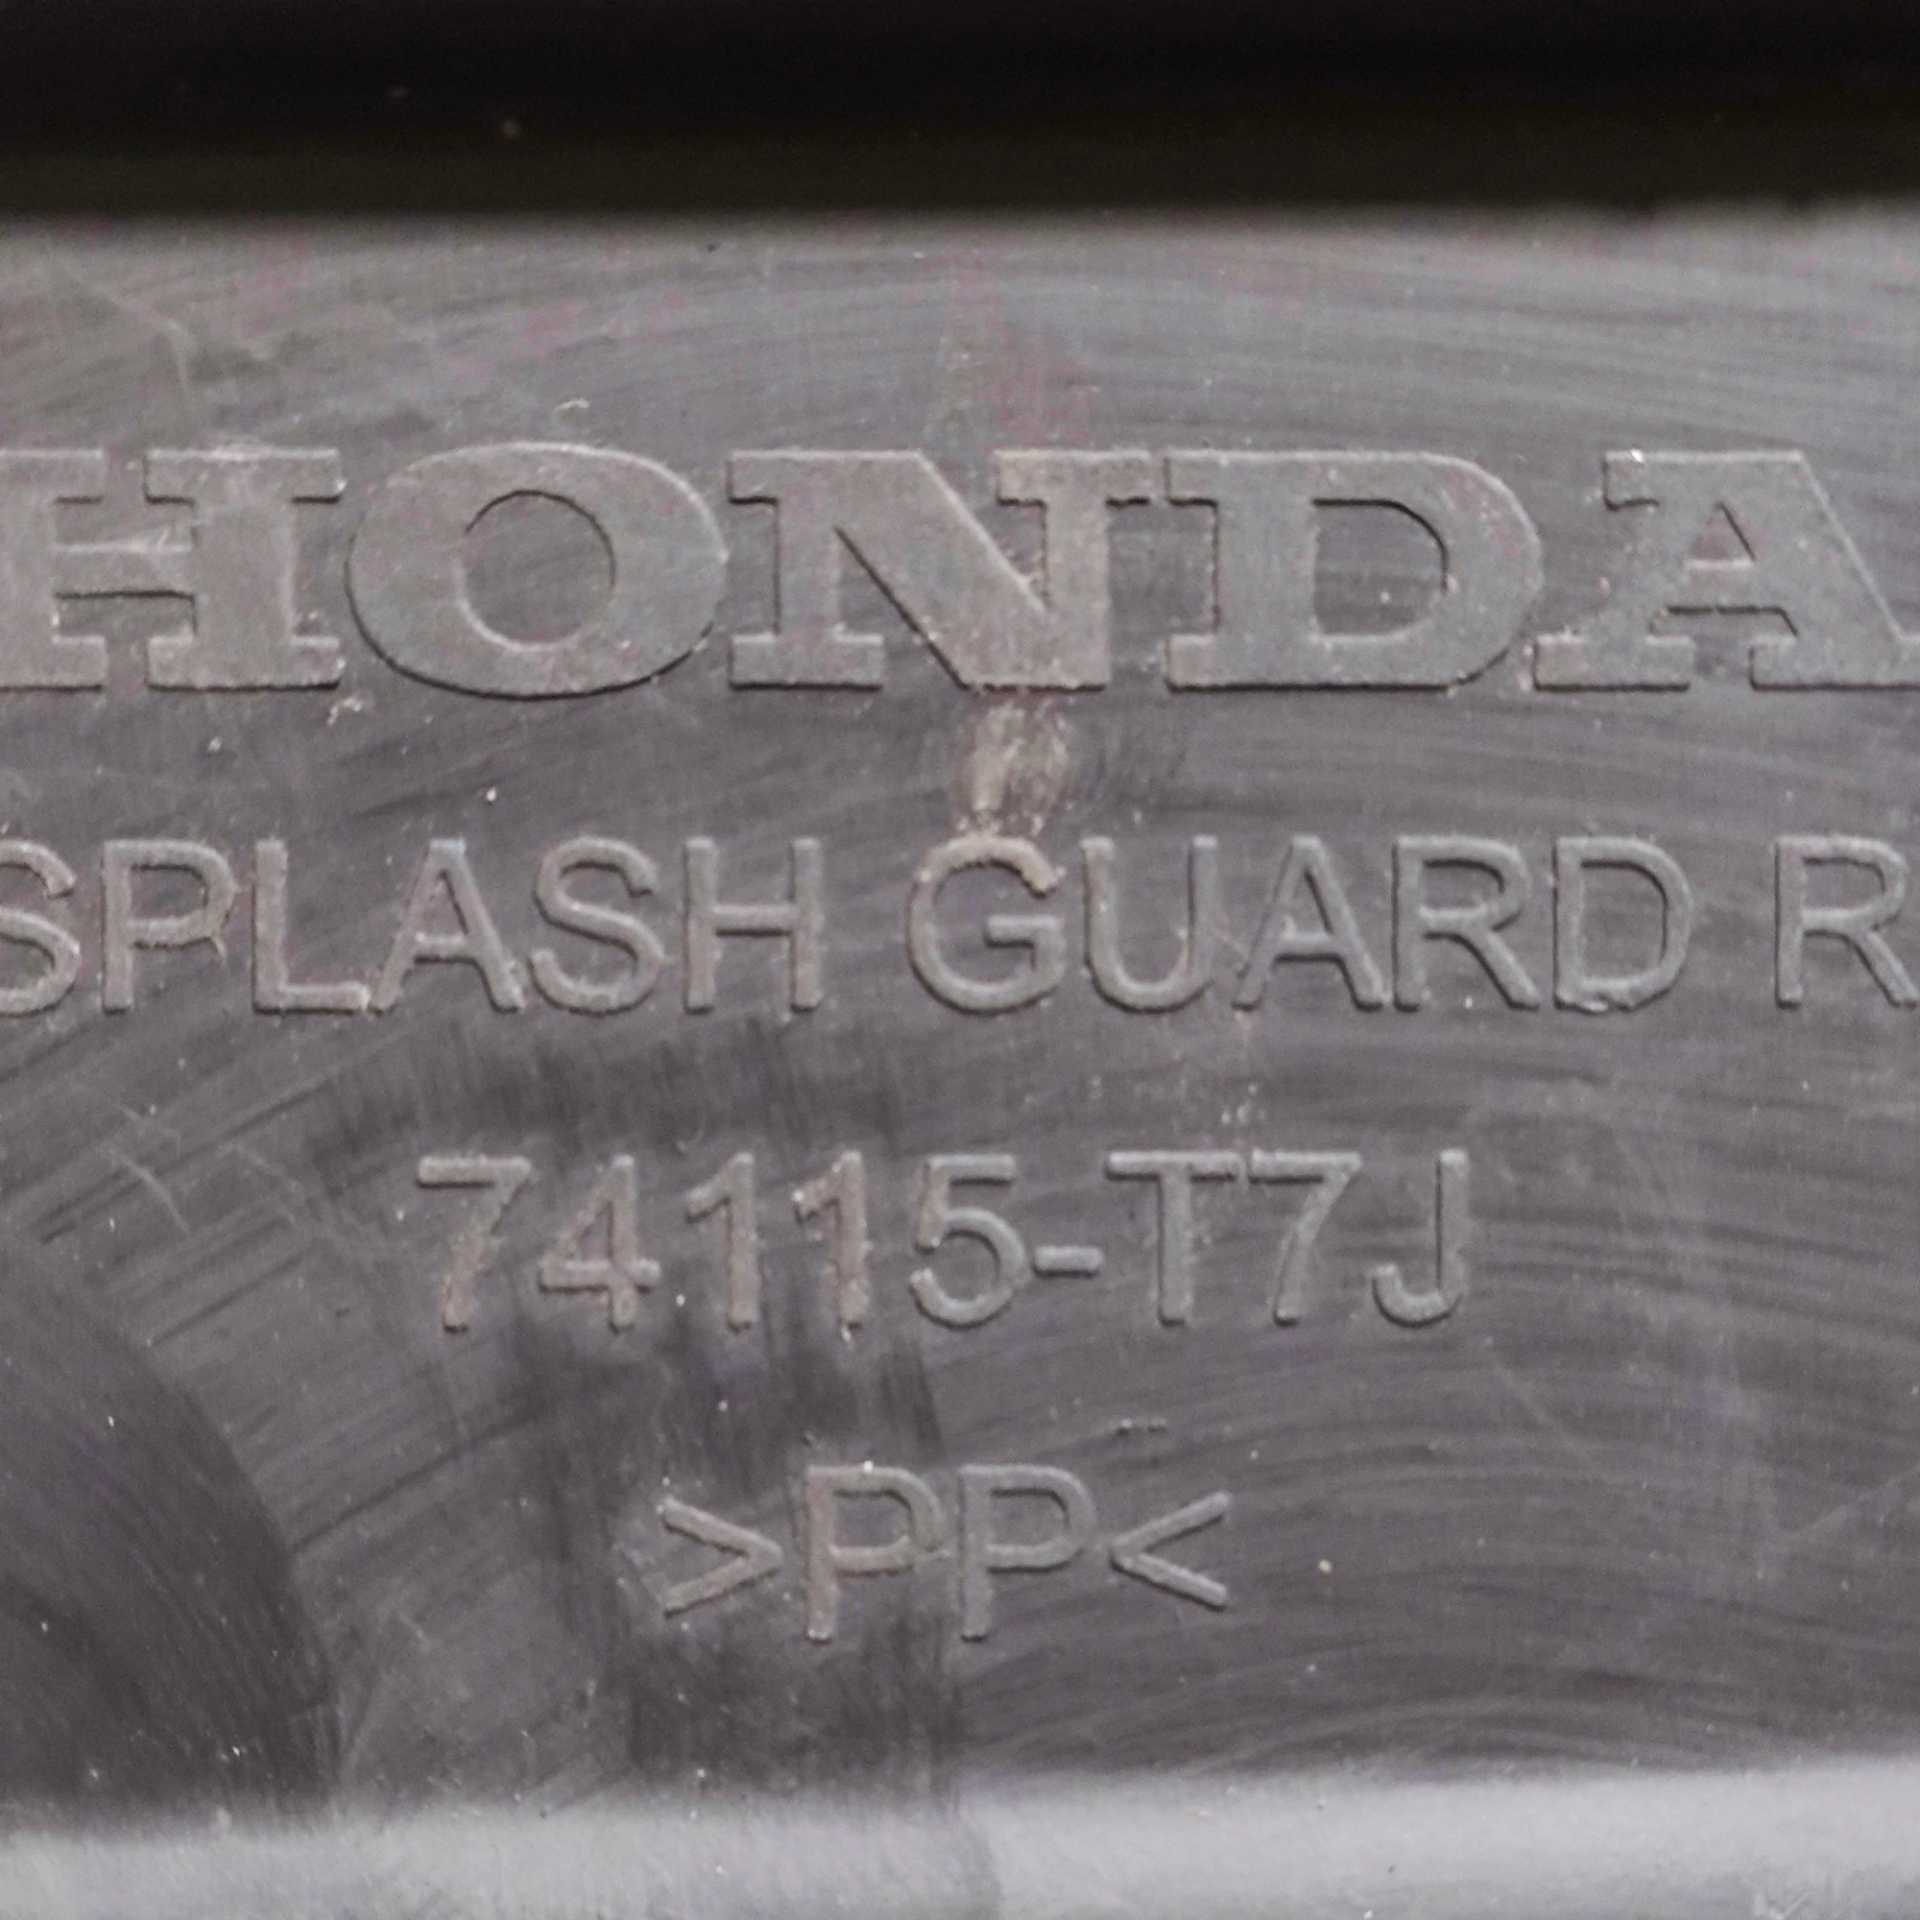 HONDA
SPLASH GUARD R
74115-T7J
>PP<